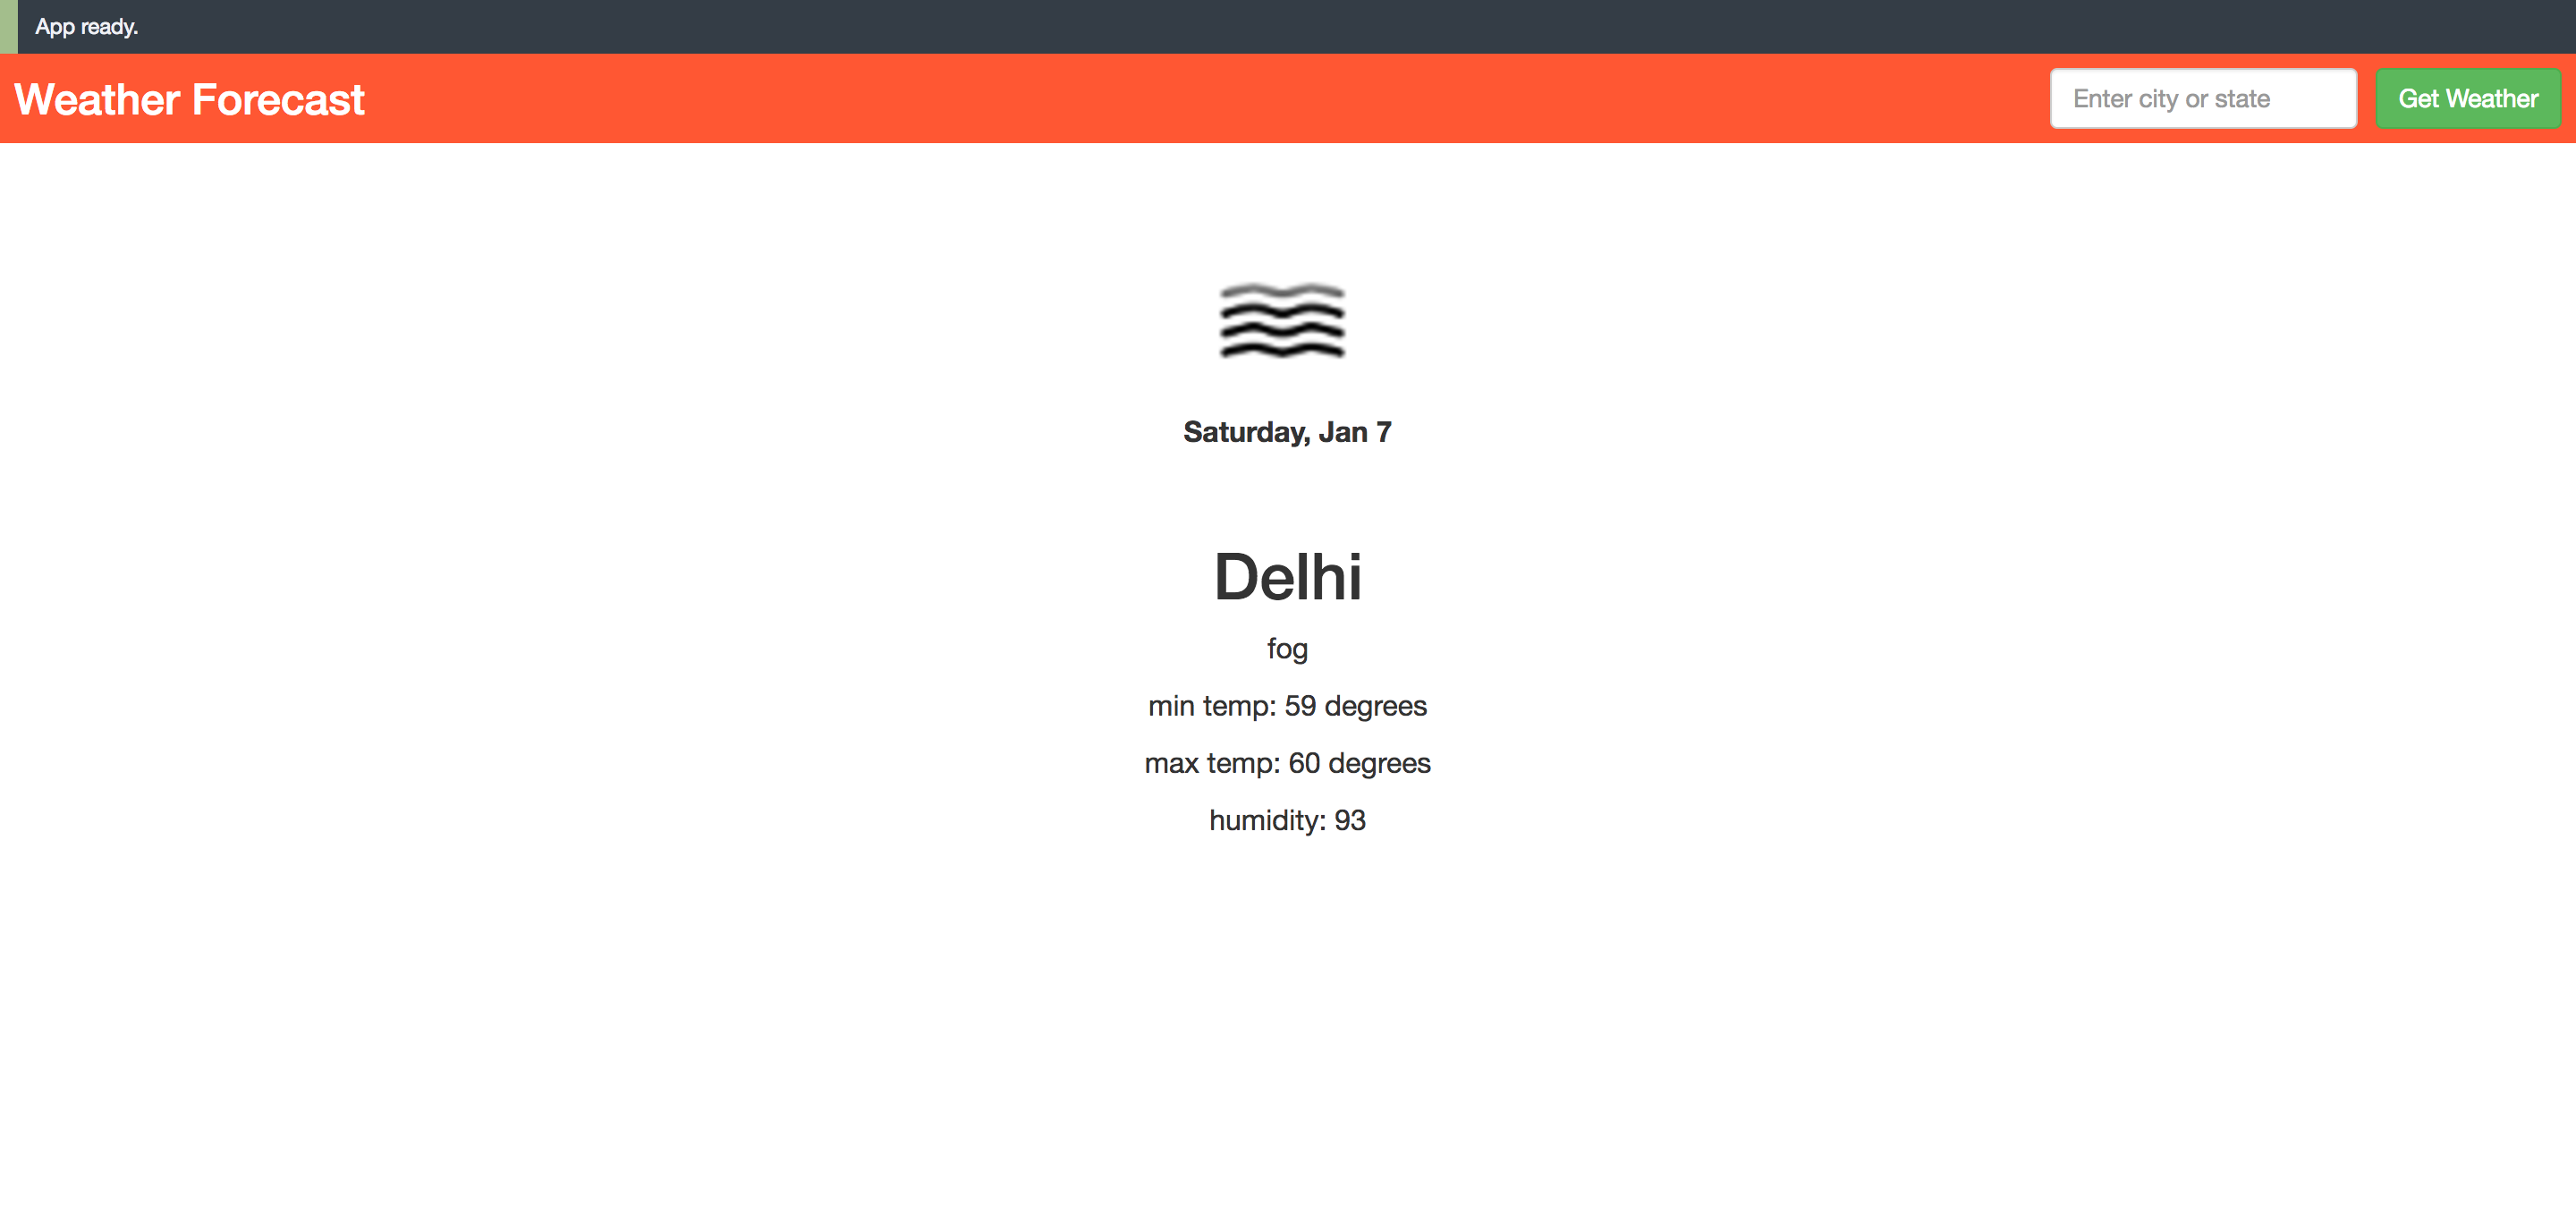 App ready.
Weather Forecast
Enter city or state
Get Weather
Saturday, Jan 7
Delhi
fog
min temp: 59 degrees
max temp: 60 degrees
humidity: 93